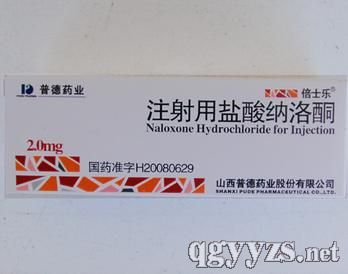 普德药业
PUDE PHARMA
倍士乐
注射用盐酸纳洛酮
Naloxone Hydrochloride for Injection
2.0mg
国药准字H20080629
山西普德药业股份有限公司
SHANXI PUDE PHARMACEUTICAL CO.,LTD.
qgyyzs.net